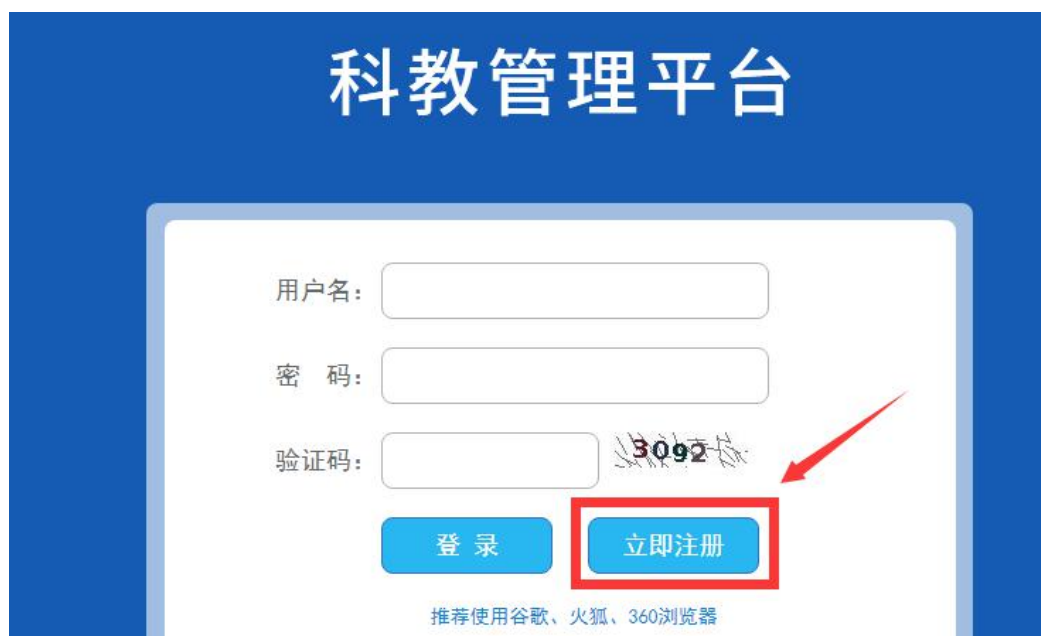 科教管理平台
用户名：
密 码：
验证码： 3092
登 录 立即注册
推荐使用谷歌、火狐、360浏览器